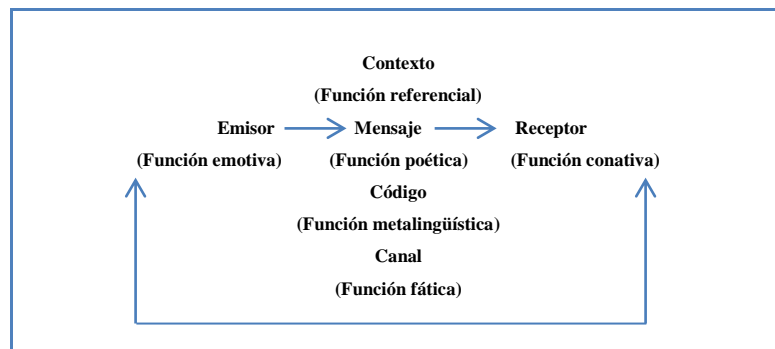 Contexto
(Función referencial)
Emisor Mensaje Receptor
(Función emotiva) (Función poética) (Función conativa)
Código
(Función metalingüística)
Canal
(Función fática)